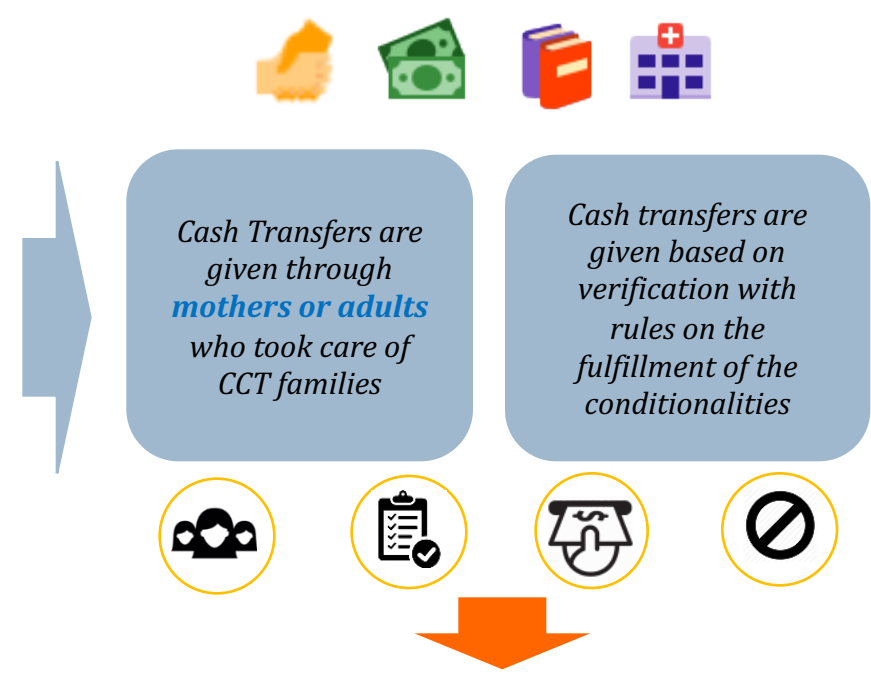 Cash Transfers are
given through
mothers or adults
who took care of
CCT families
Cash transfers are
given based on
verification with
rules on the
fulfillment of the
conditionalities